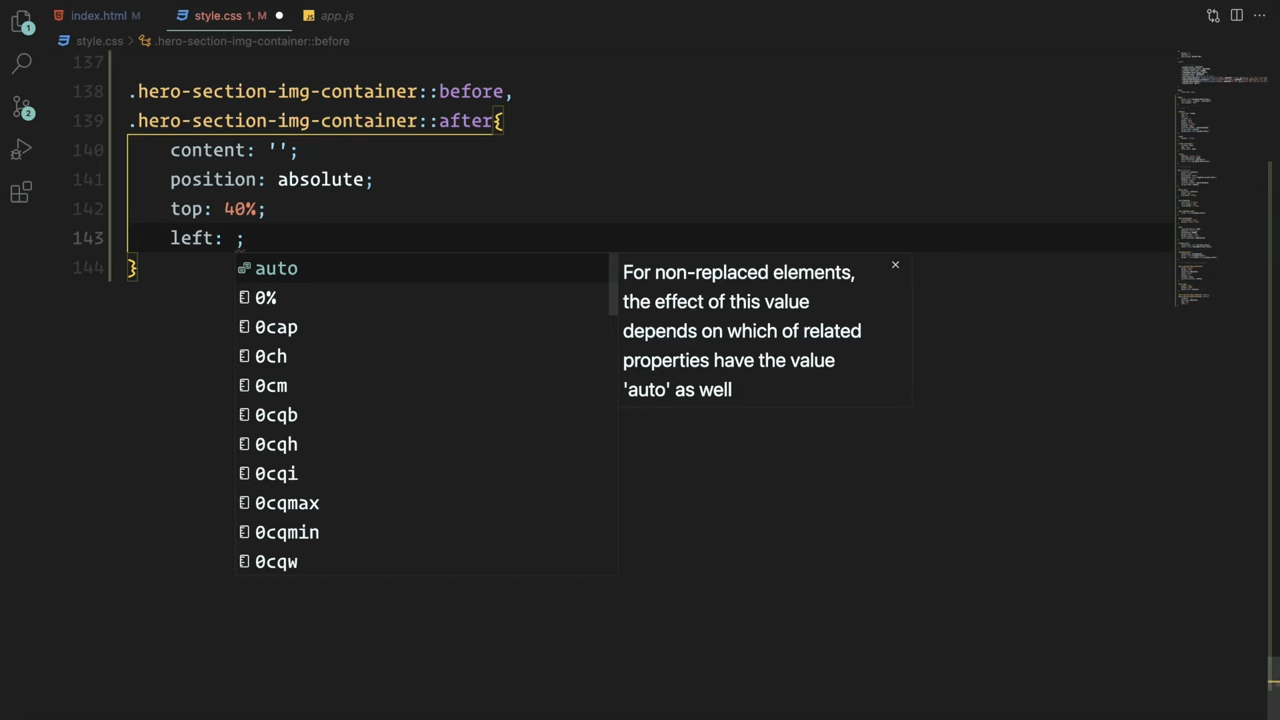 index.html M
style.css 1, M
app.js
style.css > .hero-section-img-container::before
137
138 .hero-section-img-container::before,
139 .hero-section-img-container::after{
140 content: '';
141 position: absolute;
142 top: 40%;
143 left: ;
144 }
auto
0%
0cap
0ch
0cm
0cqb
0cqh
0cqi
0cqmax
0cqmin
0cqw
For non-replaced elements,
the effect of this value
depends on which of related
properties have the value
'auto' as well
1
2